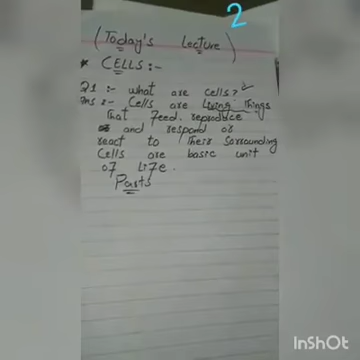 2
(Today's Lecture)
* CELLS:-
Q1:- what are cells?
Ans:- Cells are Living things
that feed. reproduce
and respond or
react to their sorrounding
Cells are basic unit
of Life.
Parts
InShOt